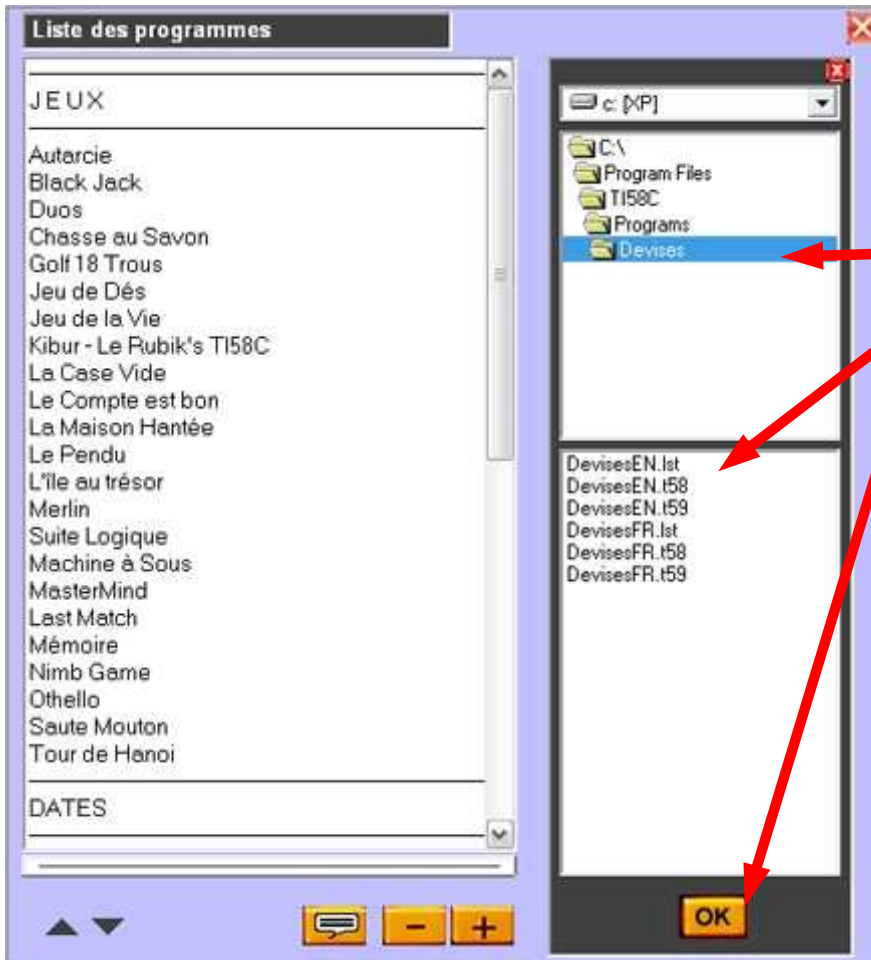 Liste des programmes
JEUX
Autarcie
Black Jack
Duos
Chasse au Savon
Golf 18 Trous
Jeu de Dés
Jeu de la Vie
Kibur - Le Rubik's TI58C
La Case Vide
Le Compte est bon
La Maison Hantée
Le Pendu
L'île au trésor
Merlin
Suite Logique
Machine à Sous
MasterMind
Last Match
Mémoire
Nimb Game
Othello
Saute Mouton
Tour de Hanoi
DATES
c: [XP]
C:\
Program Files
TI58C
Programs
Devises
DevisesEN.lst
DevisesEN.t58
DevisesEN.t59
DevisesFR.lst
DevisesFR.t58
DevisesFR.t59
OK